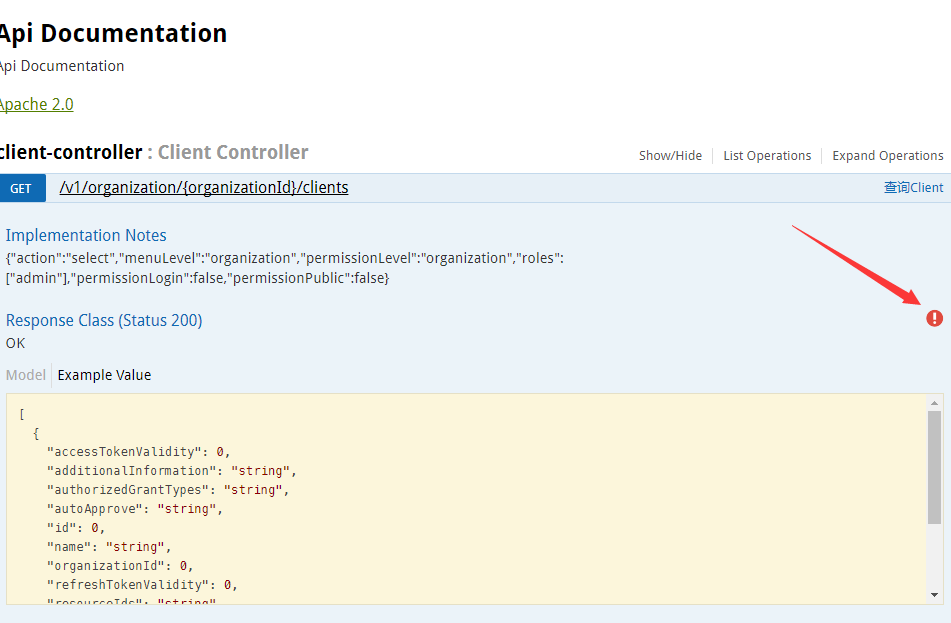 Api Documentation
Api Documentation
Apache 2.0
client-controller : Client Controller
Show/Hide
List Operations
Expand Operations
GET
/v1/organization/{organizationId}/clients
查询Client
Implementation Notes
{"action":"select","menuLevel":"organization","permissionLevel":"organization","roles":
["admin"],"permissionLogin":false,"permissionPublic":false}
Response Class (Status 200)
OK
Model
Example Value
[
{
"accessTokenValidity": 0,
"additionalInformation": "string",
"authorizedGrantTypes": "string",
"autoApprove": "string",
"id": 0,
"name": "string",
"organizationId": 0,
"refreshTokenValidity": 0,
"resourceIds": "string"